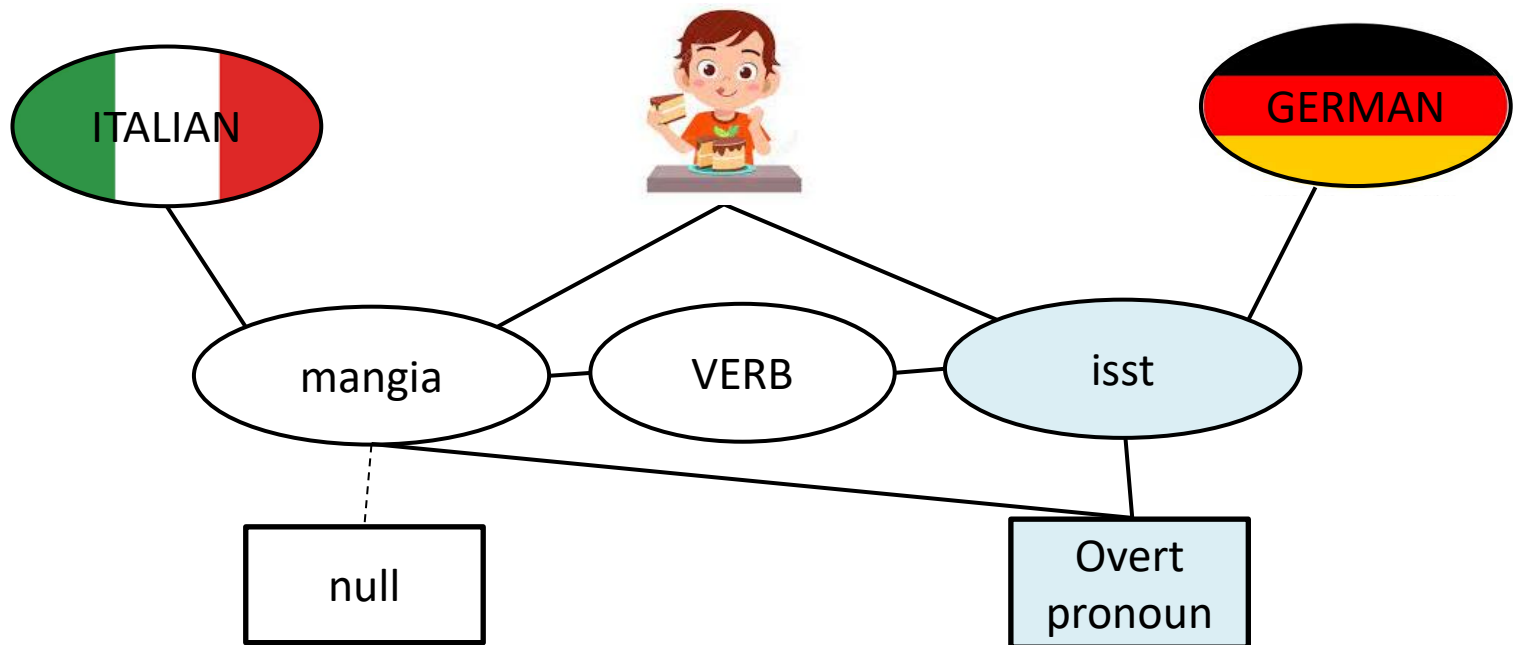 ITALIAN
GERMAN
mangia
VERB
isst
null
Overt
pronoun